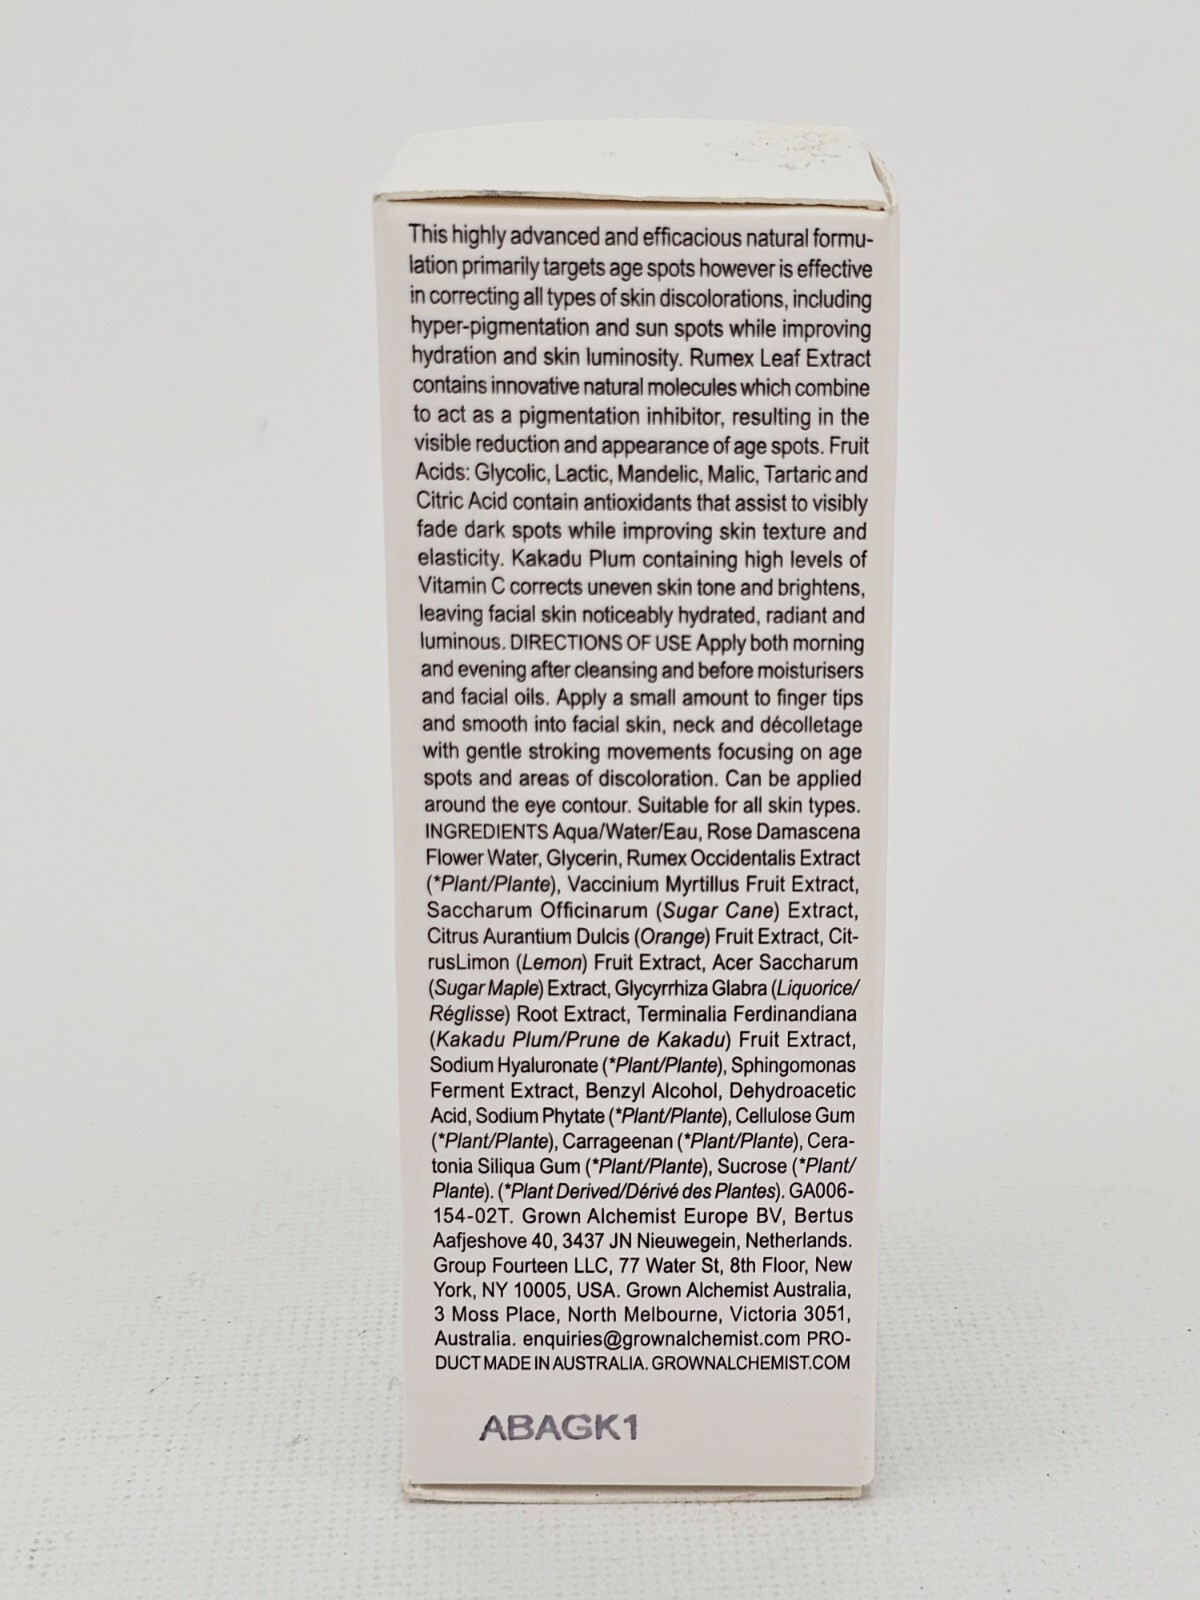 This highly advanced and efficacious natural formu-
lation primarily targets age spots however is effective
in correcting all types of skin discolorations, including
hyper-pigmentation and sun spots while improving
hydration and skin luminosity. Rumex Leaf Extract
contains innovative natural molecules which combine
to act as a pigmentation inhibitor, resulting in the
visible reduction and appearance of age spots. Fruit
Acids: Glycolic, Lactic, Mandelic, Malic, Tartaric and
Citric Acid contain antioxidants that assist to visibly
fade dark spots while improving skin texture and
elasticity. Kakadu Plum containing high levels of
Vitamin C corrects uneven skin tone and brightens,
leaving facial skin noticeably hydrated, radiant and
luminous. DIRECTIONS OF USE Apply both morning
and evening after cleansing and before moisturisers
and facial oils. Apply a small amount to finger tips
and smooth into facial skin, neck and décolletage
with gentle stroking movements focusing on age
spots and areas of discoloration. Can be applied
around the eye contour. Suitable for all skin types.
INGREDIENTS Aqua/Water/Eau, Rose Damascena
Flower Water, Glycerin, Rumex Occidentalis Extract
(*Plant/Plante), Vaccinium Myrtillus Fruit Extract,
Saccharum Officinarum (Sugar Cane) Extract,
Citrus Aurantium Dulcis (Orange) Fruit Extract, Cit-
rusLimon (Lemon) Fruit Extract, Acer Saccharum
(Sugar Maple) Extract, Glycyrrhiza Glabra (Liquorice/
Réglisse) Root Extract, Terminalia Ferdinandiana
(Kakadu Plum/Prune de Kakadu) Fruit Extract,
Sodium Hyaluronate (*Plant/Plante), Sphingomonas
Ferment Extract, Benzyl Alcohol, Dehydroacetic
Acid, Sodium Phytate (*Plant/Plante), Cellulose Gum
(*Plant/Plante), Carrageenan (*Plant/Plante), Cera-
tonia Siliqua Gum (*Plant/Plante), Sucrose (*Plant/
Plante). (*Plant Derived/Dérivé des Plantes). GA006-
154-02T. Grown Alchemist Europe BV, Bertus
Aafjeshove 40, 3437 JN Nieuwegein, Netherlands.
Group Fourteen LLC, 77 Water St, 8th Floor, New
York, NY 10005, USA. Grown Alchemist Australia,
3 Moss Place, North Melbourne, Victoria 3051,
Australia. enquiries@grownalchemist.com PRO-
DUCT MADE IN AUSTRALIA. GROWNALCHEMIST.COM
ABAGK1